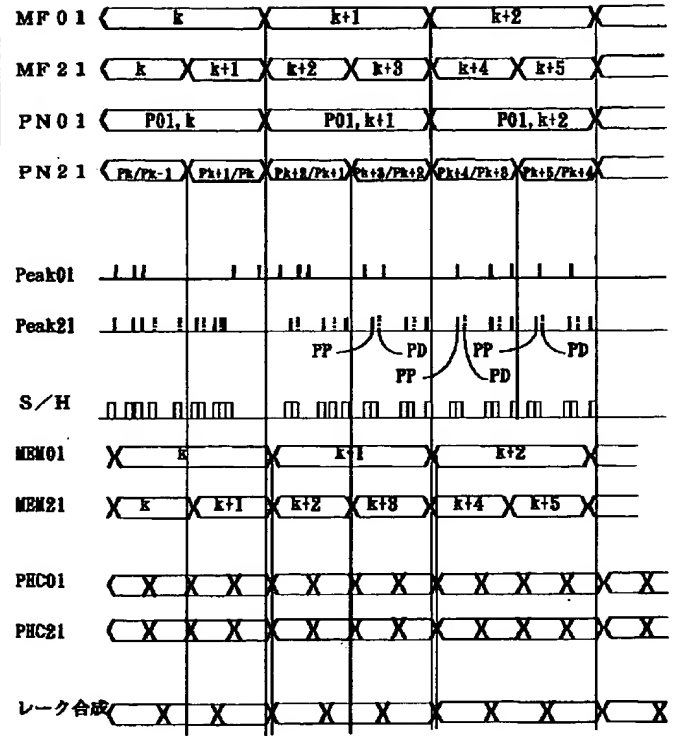 MF01 k k+1 k+2
MF21 k k+1 k+2 k+3 k+4 k+5
PN01 P01,k P01,k+1 P01,k+2
PN21 Pk/Pk-1 Pk+1/Pk Pk+2/Pk+1 Pk+3/Pk+2 Pk+4/Pk+3 Pk+5/Pk+4
Peak01
Peak21
PP PD PP PD
PP PD
S/H
MEM01 k k+1 k+2
MEM21 k k+1 k+2 k+3 k+4 k+5
PHC01
PHC21
レーク合成